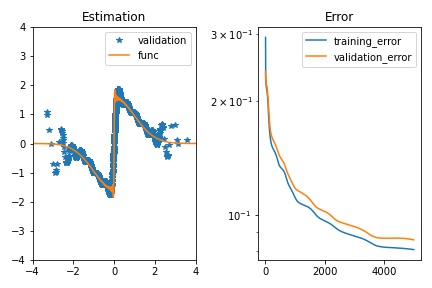 Estimation
validation
func
4
3
2
1
0
−1
−2
−3
−4
−4 −2 0 2 4
Error
training_error
validation_error
3 × 10⁻¹
2 × 10⁻¹
10⁻¹
0 2000 4000